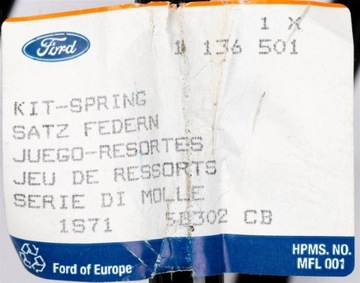 Ford
1 X
1 136 501
KIT-SPRING
SATZ FEDERN
JUEGO-RESORTES
JEU DE RESSORTS
SERIE DI MOLLE
1S71 5B302 CB
Ford of Europe
HPMS. NO.
MFL 001